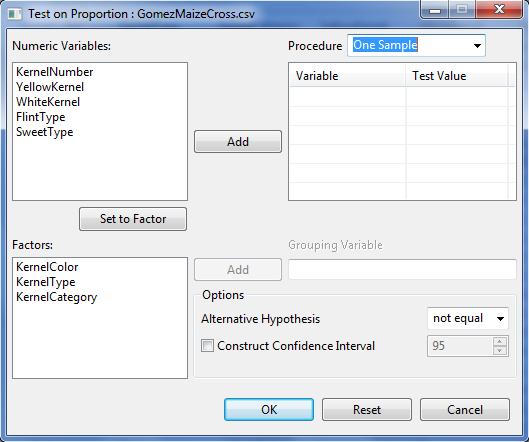 Test on Proportion : GomezMaizeCross.csv
Numeric Variables:
KernelNumber
YellowKernel
WhiteKernel
FlintType
SweetType
Set to Factor
Factors:
KernelColor
KernelType
KernelCategory
Procedure One Sample
Variable Test Value
Add
Grouping Variable
Add
Options
Alternative Hypothesis not equal
Construct Confidence Interval 95
OK Reset Cancel